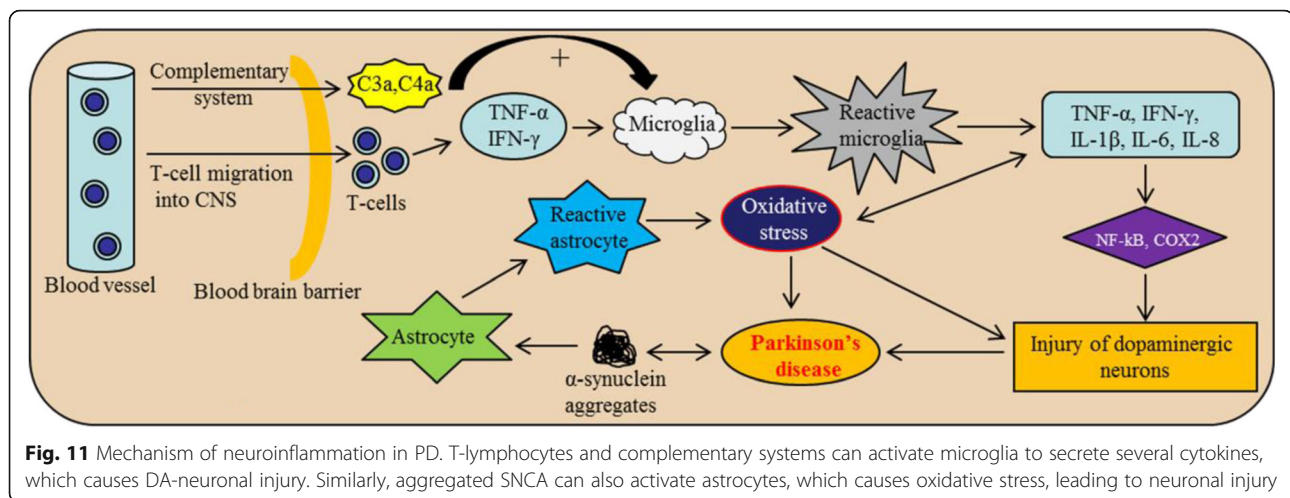 Complementary
system
C3a,C4a
+
TNF-α
IFN-γ
Microglia
Reactive
microglia
TNF-α, IFN-γ,
IL-1β, IL-6, IL-8
T-cell migration
into CNS
T-cells
Reactive
astrocyte
Oxidative
stress
NF-kB, COX2
Blood vessel
Blood brain barrier
Astrocyte
α-synuclein
aggregates
Parkinson's
disease
Injury of dopaminergic
neurons
Fig. 11 Mechanism of neuroinflammation in PD. T-lymphocytes and complementary systems can activate microglia to secrete several cytokines,
which causes DA-neuronal injury. Similarly, aggregated SNCA can also activate astrocytes, which causes oxidative stress, leading to neuronal injury